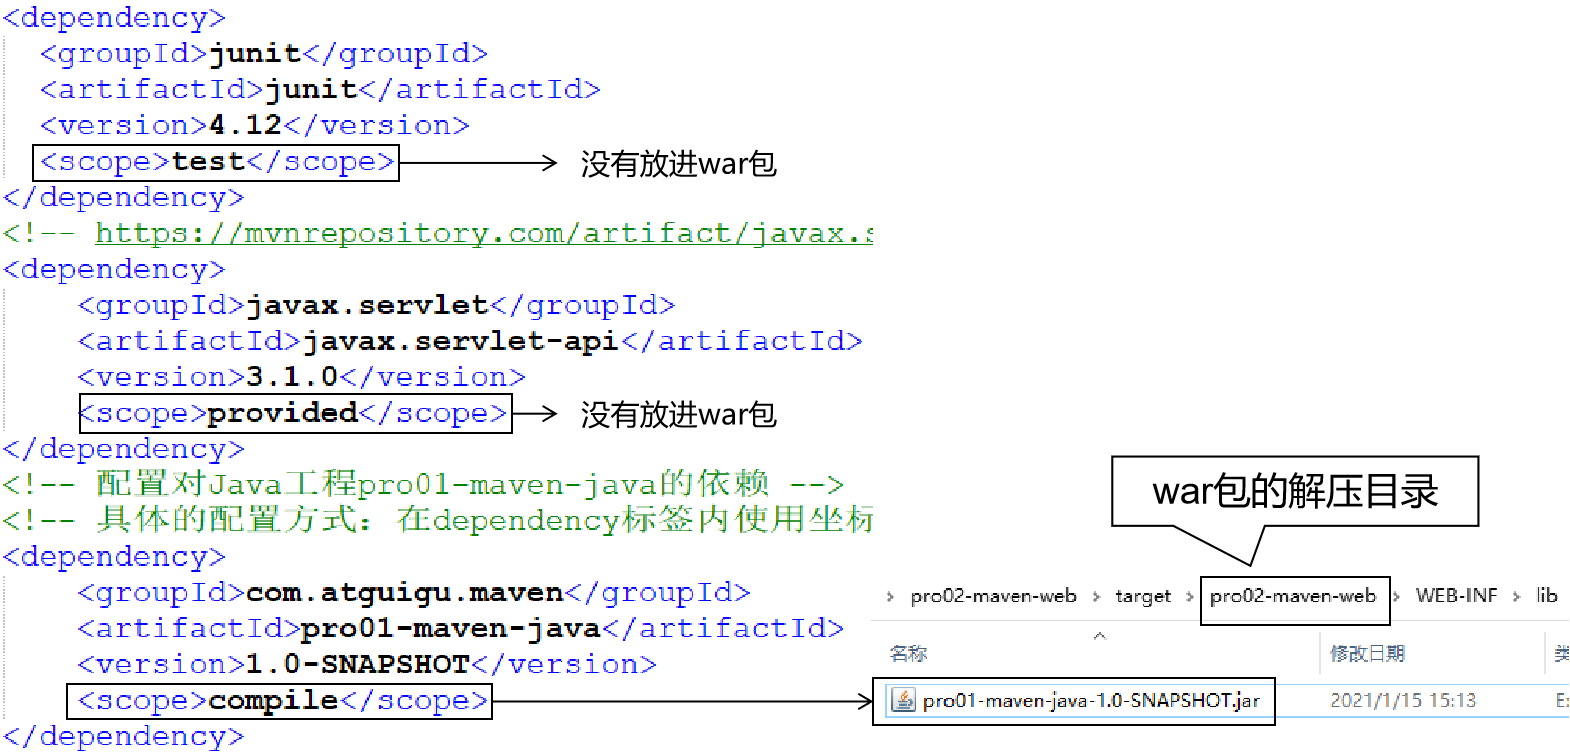 <dependency>
<groupId>junit</groupId>
<artifactId>junit</artifactId>
<version>4.12</version>
<scope>test</scope>
没有放进war包
</dependency>
<!-- https://mvnrepository.com/artifact/javax.s
<dependency>
<groupId>javax.servlet</groupId>
<artifactId>javax.servlet-api</artifactId>
<version>3.1.0</version>
<scope>provided</scope>
没有放进war包
</dependency>
<!-- 配置对Java工程pro01-maven-java的依赖 -->
<!-- 具体的配置方式：在dependency标签内使用坐标
<dependency>
<groupId>com.atguigu.maven</groupId>
<artifactId>pro01-maven-java</artifactId>
<version>1.0-SNAPSHOT</version>
<scope>compile</scope>
</dependency>
war包的解压目录
› pro02-maven-web › target › pro02-maven-web › WEB-INF › lib
名称 修改日期
pro01-maven-java-1.0-SNAPSHOT.jar 2021/1/15 15:13